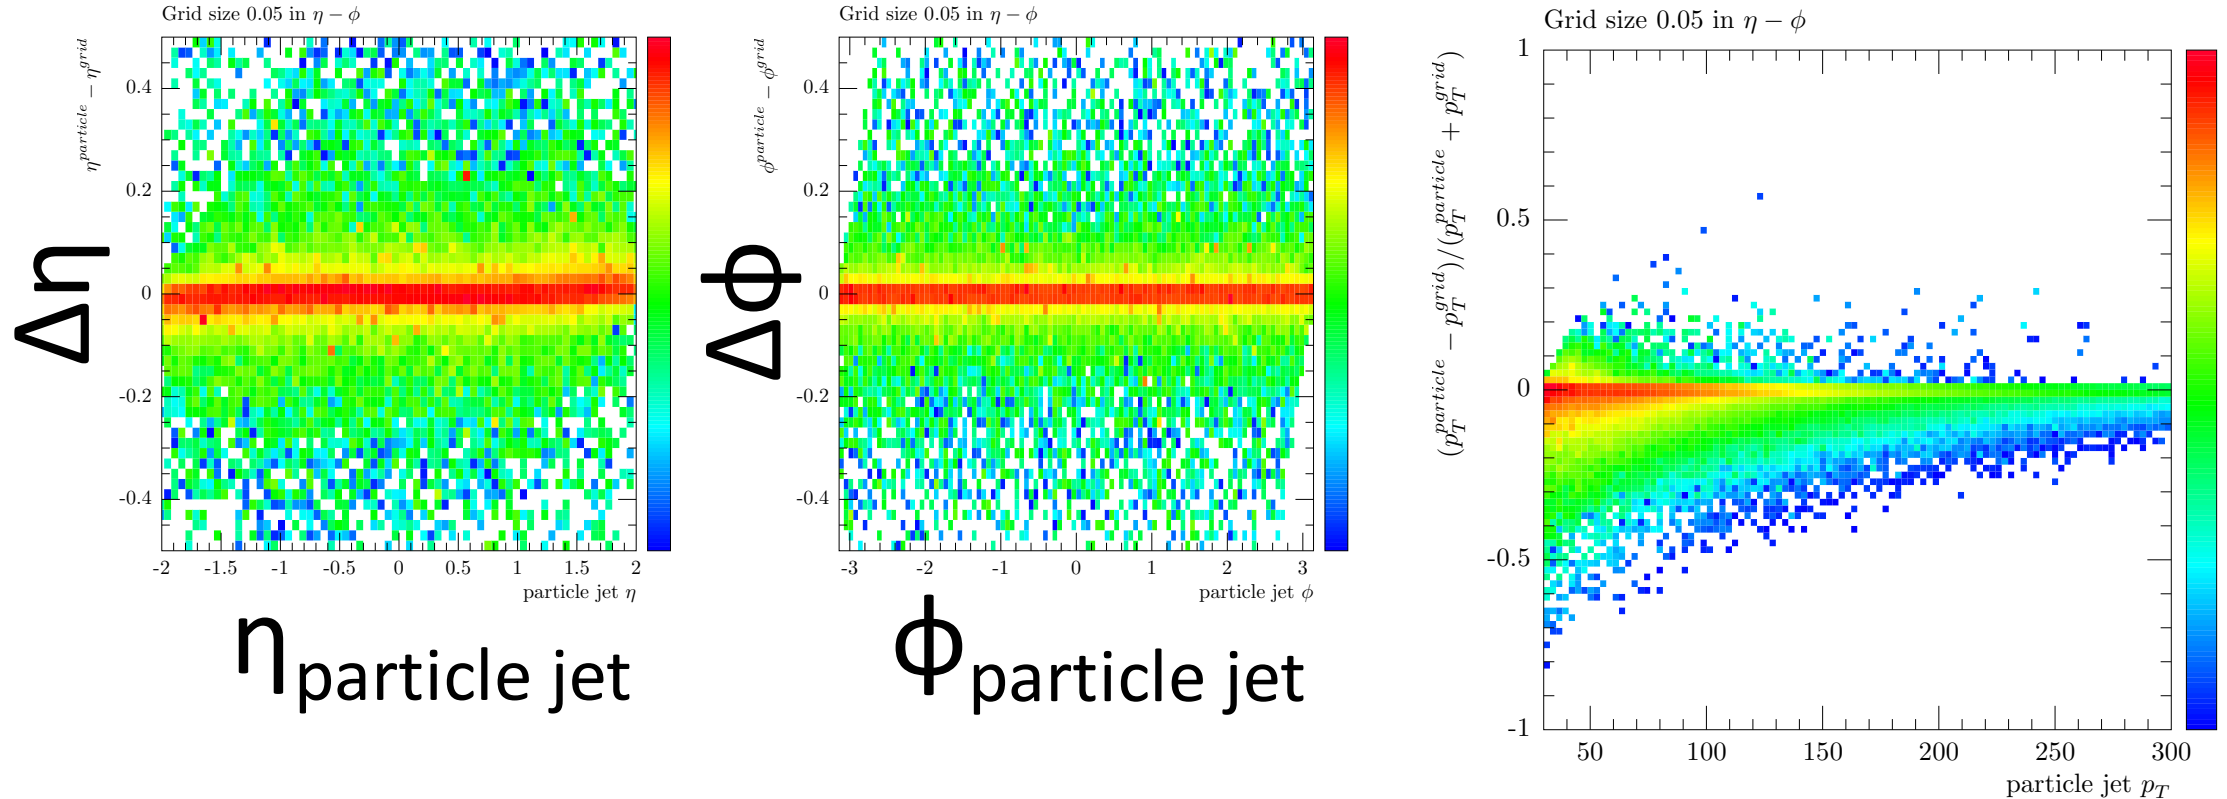 Grid size 0.05 in η − ϕ
η^{particle} − η^{grid}
0.4
0.2
0
-0.2
-0.4
-2 -1.5 -1 -0.5 0 0.5 1 1.5 2
particle jet η
Δη
η particle jet
Grid size 0.05 in η − ϕ
ϕ^{particle} − ϕ^{grid}
0.4
0.2
0
-0.2
-0.4
-3 -2 -1 0 1 2 3
particle jet ϕ
Δϕ
ϕ particle jet
Grid size 0.05 in η − ϕ
(p_T^{particle} − p_T^{grid})/(p_T^{particle} + p_T^{grid})
1
0.5
0
-0.5
-1
50 100 150 200 250 300
particle jet p_T